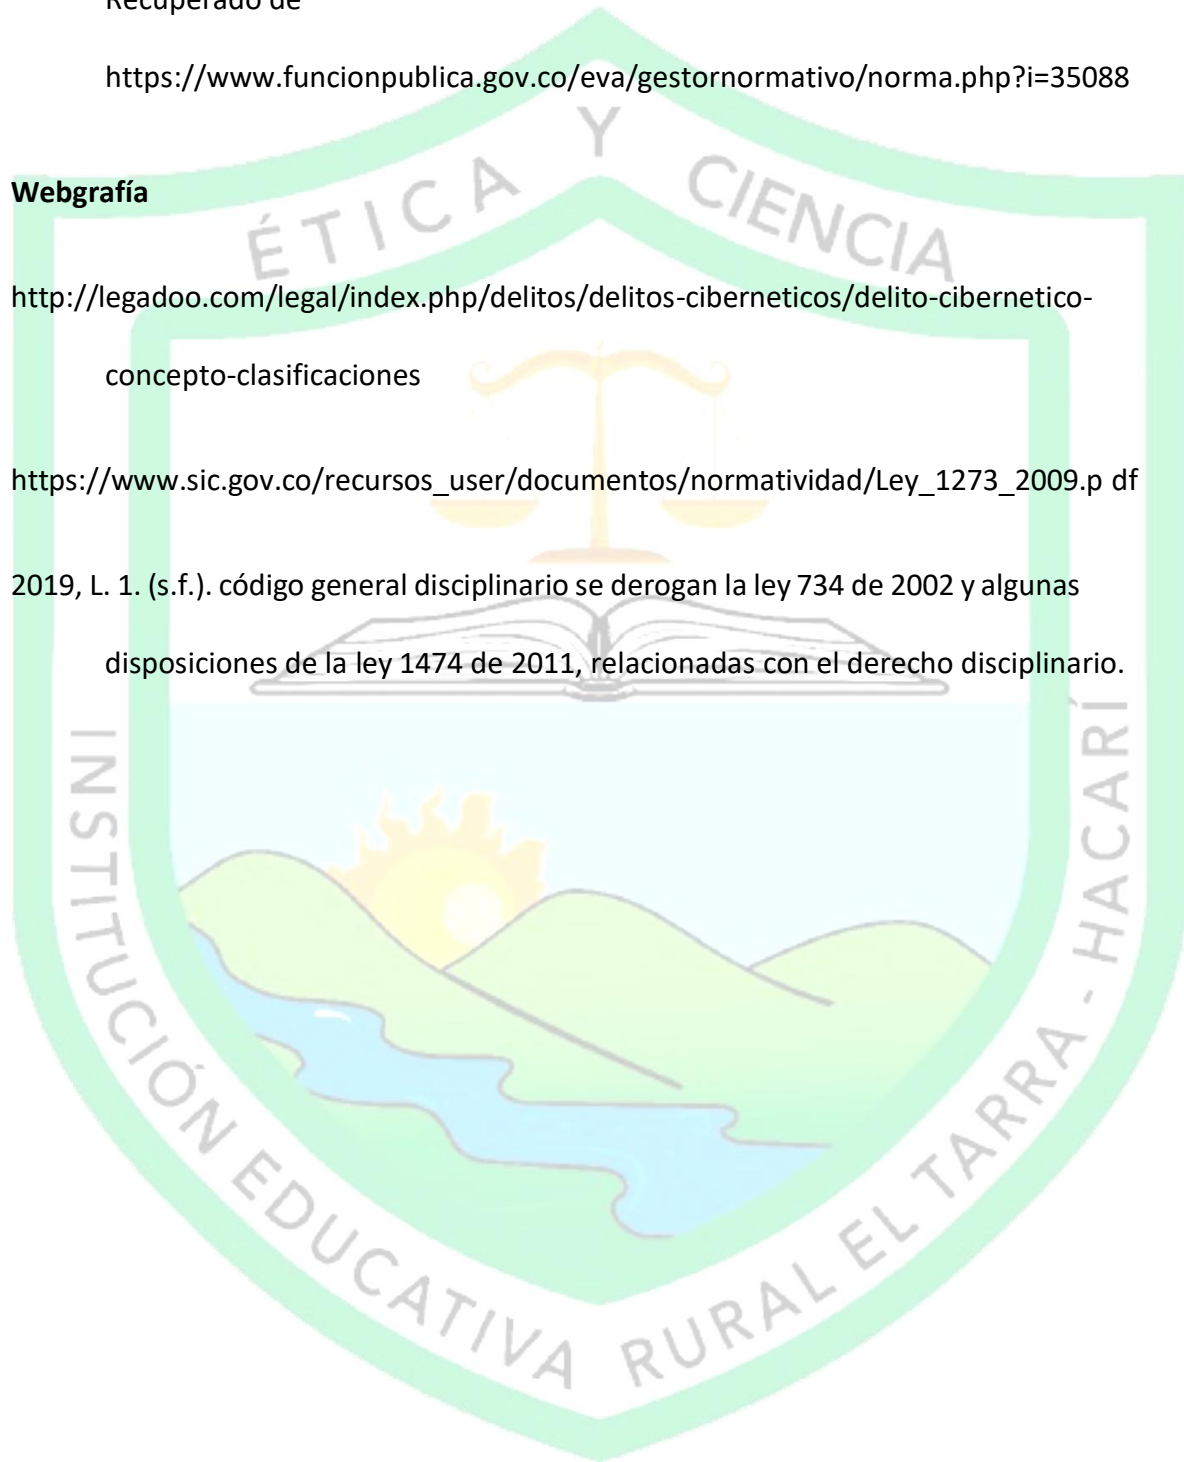 Recuperado de
https://www.funcionpublica.gov.co/eva/gestornormativo/norma.php?i=35088
Webgrafía
http://legadoo.com/legal/index.php/delitos/delitos-ciberneticos/delito-cibernetico-
concepto-clasificaciones
https://www.sic.gov.co/recursos_user/documentos/normatividad/Ley_1273_2009.p df
2019, L. 1. (s.f.). código general disciplinario se derogan la ley 734 de 2002 y algunas
disposiciones de la ley 1474 de 2011, relacionadas con el derecho disciplinario.
ÉTICA Y CIENCIA
INSTITUCIÓN EDUCATIVA RURAL EL TARRA - HACARÍ